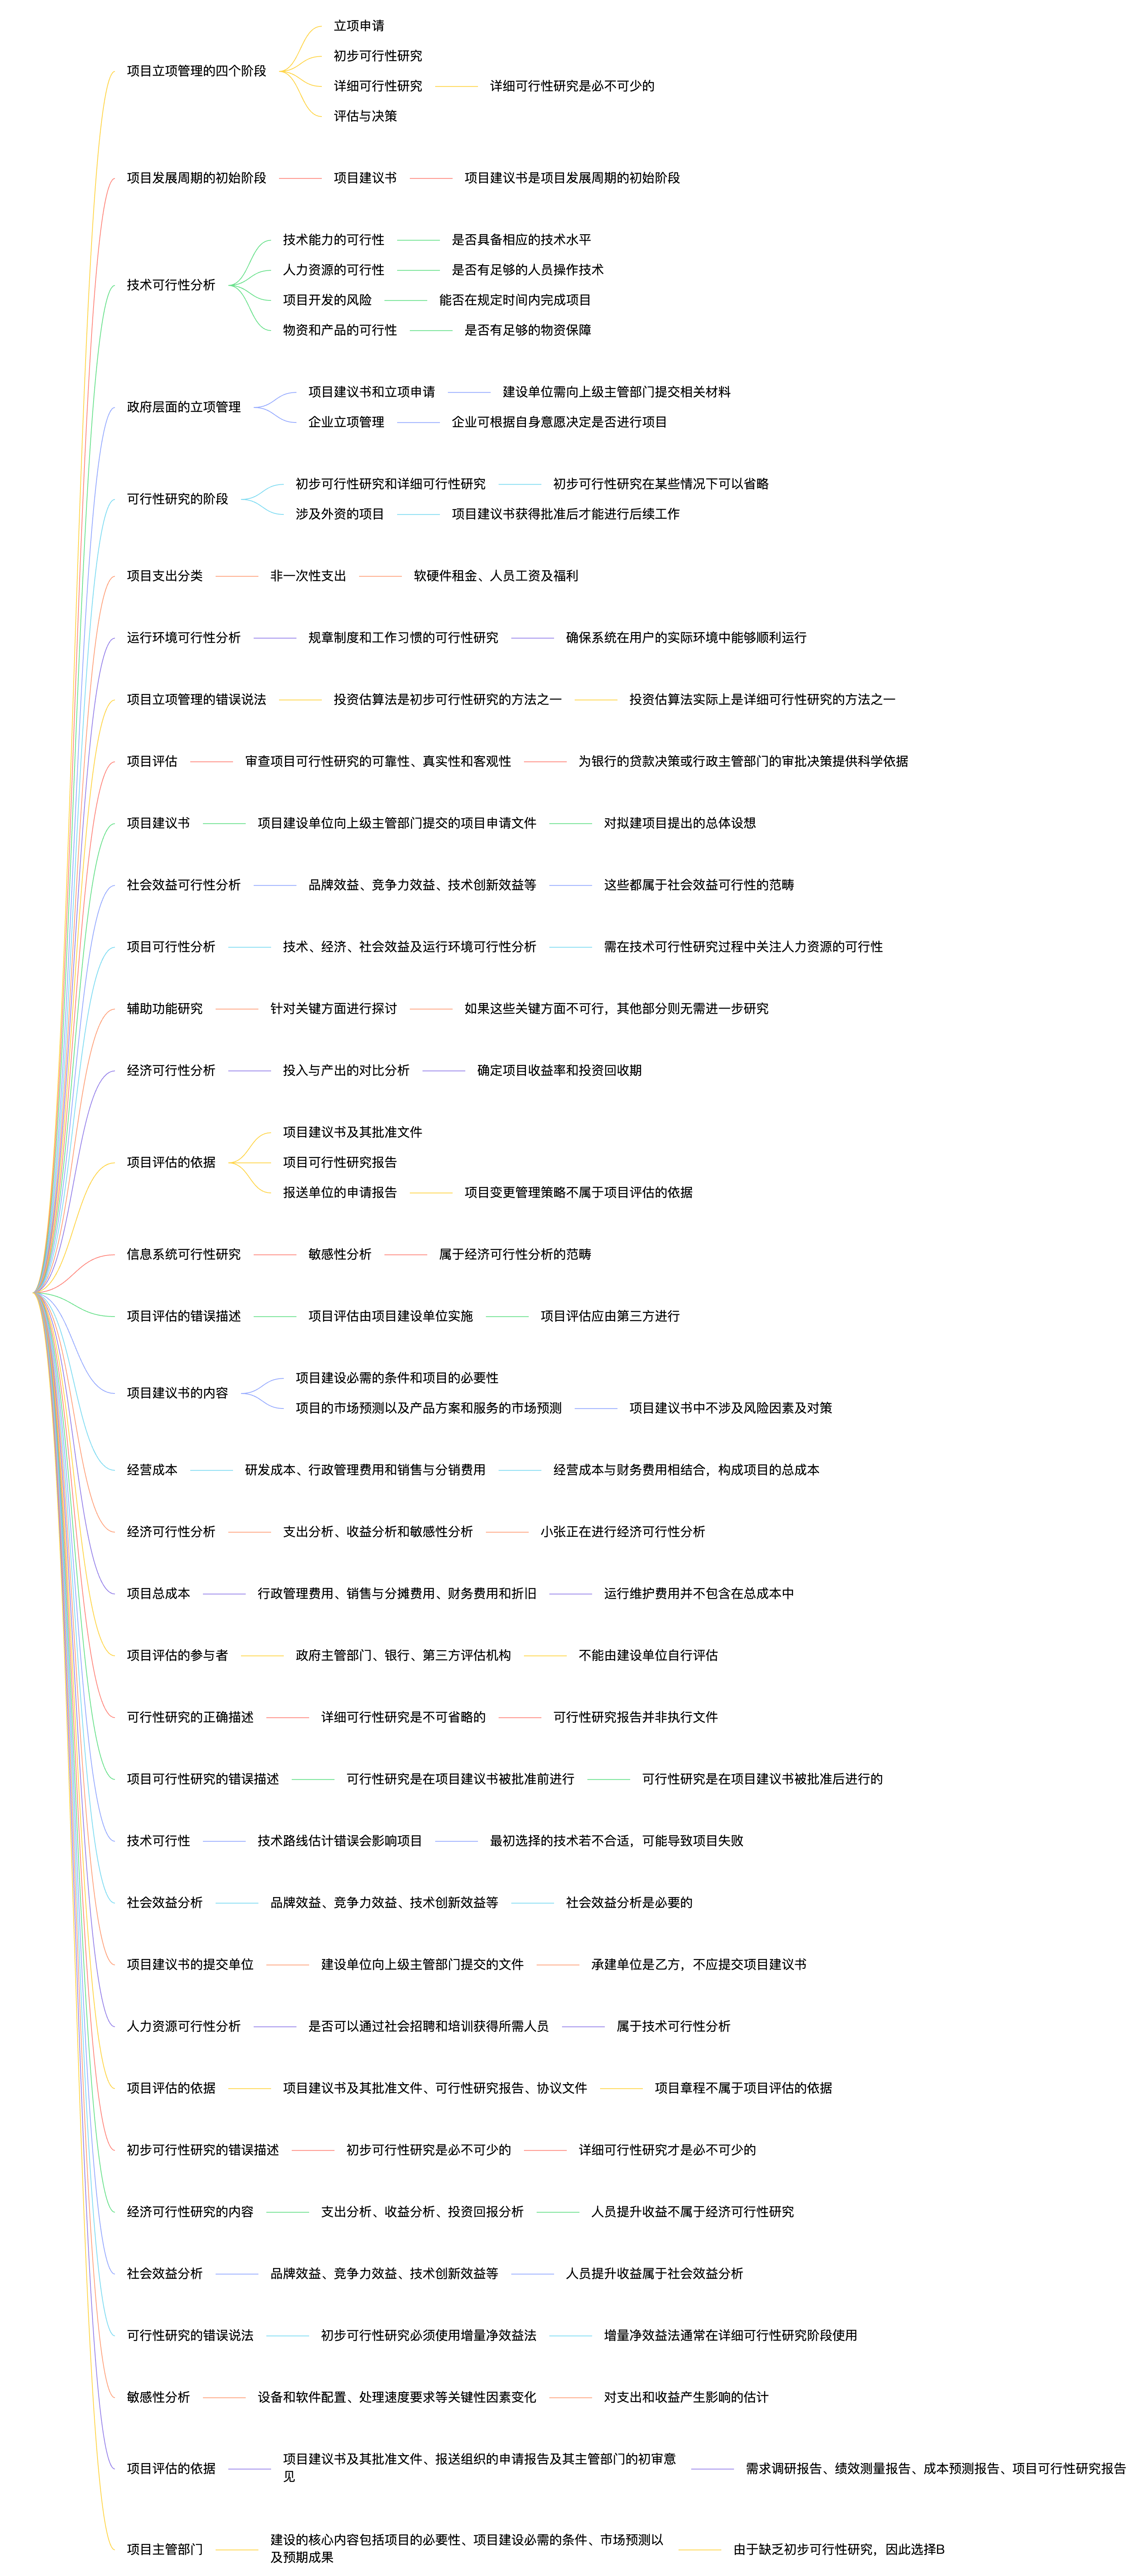 立项申请
初步可行性研究
项目立项管理的四个阶段
详细可行性研究 详细可行性研究是必不可少的
评估与决策
项目发展周期的初始阶段 项目建议书 项目建议书是项目发展周期的初始阶段
技术能力的可行性 是否具备相应的技术水平
人力资源的可行性 是否有足够的人员操作技术
技术可行性分析
项目开发的风险 能否在规定时间内完成项目
物资和产品的可行性 是否有足够的物资保障
项目建议书和立项申请 建设单位需向上级主管部门提交相关材料
政府层面的立项管理
企业立项管理 企业可根据自身意愿决定是否进行项目
初步可行性研究和详细可行性研究 初步可行性研究在某些情况下可以省略
可行性研究的阶段
涉及外资的项目 项目建议书获得批准后才能进行后续工作
项目支出分类 非一次性支出 软硬件租金、人员工资及福利
运行环境可行性分析 规章制度和工作习惯的可行性研究 确保系统在用户的实际环境中能够顺利运行
项目立项管理的错误说法 投资估算法是初步可行性研究的方法之一 投资估算法实际上是详细可行性研究的方法之一
项目评估 审查项目可行性研究的可靠性、真实性和客观性 为银行的贷款决策或行政主管部门的审批决策提供科学依据
项目建议书 项目建设单位向上级主管部门提交的项目申请文件 对拟建项目提出的总体设想
社会效益可行性分析 品牌效益、竞争力效益、技术创新效益等 这些都属于社会效益可行性的范畴
项目可行性分析 技术、经济、社会效益及运行环境可行性分析 需在技术可行性研究过程中关注人力资源的可行性
辅助功能研究 针对关键方面进行探讨 如果这些关键方面不可行，其他部分则无需进一步研究
经济可行性分析 投入与产出的对比分析 确定项目收益率和投资回收期
项目建议书及其批准文件
项目评估的依据 项目可行性研究报告
报送单位的申请报告 项目变更管理策略不属于项目评估的依据
信息系统可行性研究 敏感性分析 属于经济可行性分析的范畴
项目评估的错误描述 项目评估由项目建设单位实施 项目评估应由第三方进行
项目建设必需的条件和项目的必要性
项目建议书的内容
项目的市场预测以及产品方案和服务的市场预测 项目建议书中不涉及风险因素及对策
经营成本 研发成本、行政管理费用和销售与分销费用 经营成本与财务费用相结合，构成项目的总成本
经济可行性分析 支出分析、收益分析和敏感性分析 小张正在进行经济可行性分析
项目总成本 行政管理费用、销售与分摊费用、财务费用和折旧 运行维护费用并不包含在总成本中
项目评估的参与者 政府主管部门、银行、第三方评估机构 不能由建设单位自行评估
可行性研究的正确描述 详细可行性研究是不可省略的 可行性研究报告并非执行文件
项目可行性研究的错误描述 可行性研究是在项目建议书被批准前进行 可行性研究是在项目建议书被批准后进行的
技术可行性 技术路线估计错误会影响项目 最初选择的技术若不合适，可能导致项目失败
社会效益分析 品牌效益、竞争力效益、技术创新效益等 社会效益分析是必要的
项目建议书的提交单位 建设单位向上级主管部门提交的文件 承建单位是乙方，不应提交项目建议书
人力资源可行性分析 是否可以通过社会招聘和培训获得所需人员 属于技术可行性分析
项目评估的依据 项目建议书及其批准文件、可行性研究报告、协议文件 项目章程不属于项目评估的依据
初步可行性研究的错误描述 初步可行性研究是必不可少的 详细可行性研究才是必不可少的
经济可行性研究的内容 支出分析、收益分析、投资回报分析 人员提升收益不属于经济可行性研究
社会效益分析 品牌效益、竞争力效益、技术创新效益等 人员提升收益属于社会效益分析
可行性研究的错误说法 初步可行性研究必须使用增量净效益法 增量净效益法通常在详细可行性研究阶段使用
敏感性分析 设备和软件配置、处理速度要求等关键性因素变化 对支出和收益产生影响的估计
项目评估的依据 项目建议书及其批准文件、报送组织的申请报告及其主管部门的初审意
见 需求调研报告、绩效测量报告、成本预测报告、项目可行性研究报告
项目主管部门 建设的核心内容包括项目的必要性、项目建设必需的条件、市场预测以
及预期成果 由于缺乏初步可行性研究，因此选择B